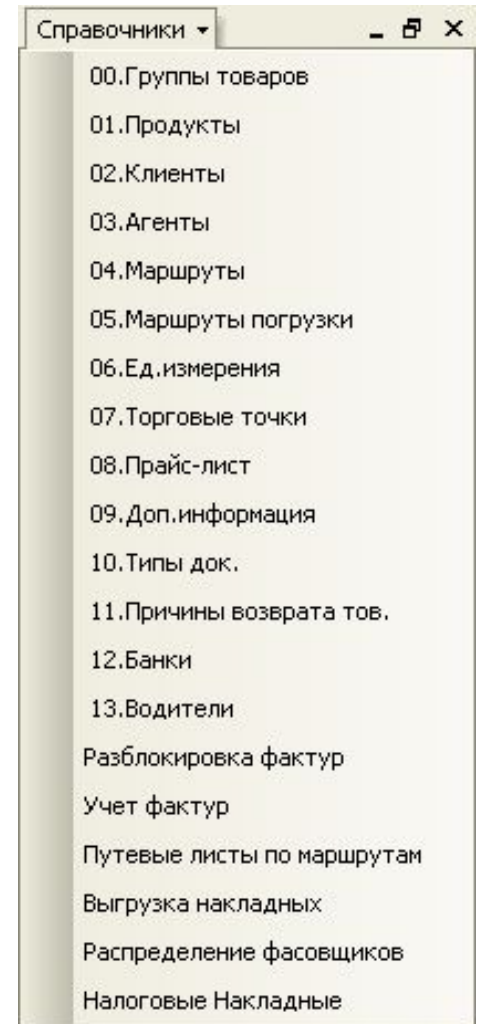 Справочники
00.Группы товаров
01.Продукты
02.Клиенты
03.Агенты
04.Маршруты
05.Маршруты погрузки
06.Ед.измерения
07.Торговые точки
08.Прайс-лист
09.Доп.информация
10.Типы док.
11.Причины возврата тов.
12.Банки
13.Водители
Разблокировка фактур
Учет фактур
Путевые листы по маршрутам
Выгрузка накладных
Распределение фасовщиков
Налоговые Накладные